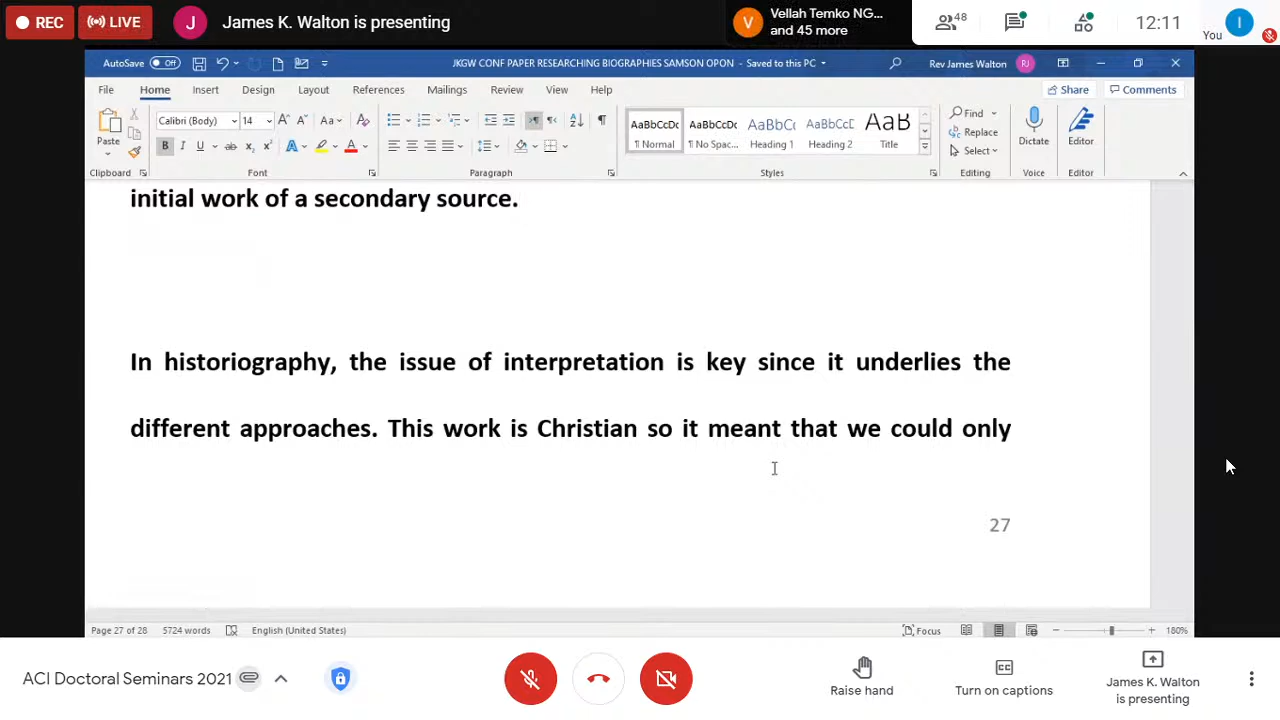 REC
LIVE
J
James K. Walton is presenting
V
Vellah Temko NG...
and 45 more
48
12:11
You
I
AutoSave
Off
JKGW CONF PAPER RESEARCHING BIOGRAPHIES SAMSON OPON - Saved to this PC
Rev James Walton
RJ
File
Home
Insert
Design
Layout
References
Mailings
Review
View
Help
Share
Comments
Paste
Clipboard
Calibri (Body)
14
Font
Paragraph
AaBbCcDc
¶ Normal
AaBbCcDc
¶ No Spac...
AaBbCc
Heading 1
AaBbCcD
Heading 2
AaB
Title
Styles
Find
Replace
Select
Editing
Dictate
Voice
Editor
Editor
initial work of a secondary source.
In historiography, the issue of interpretation is key since it underlies the
different approaches. This work is Christian so it meant that we could only
27
Page 27 of 28
5724 words
English (United States)
Focus
180%
ACI Doctoral Seminars 2021
Raise hand
CC
Turn on captions
James K. Walton
is presenting